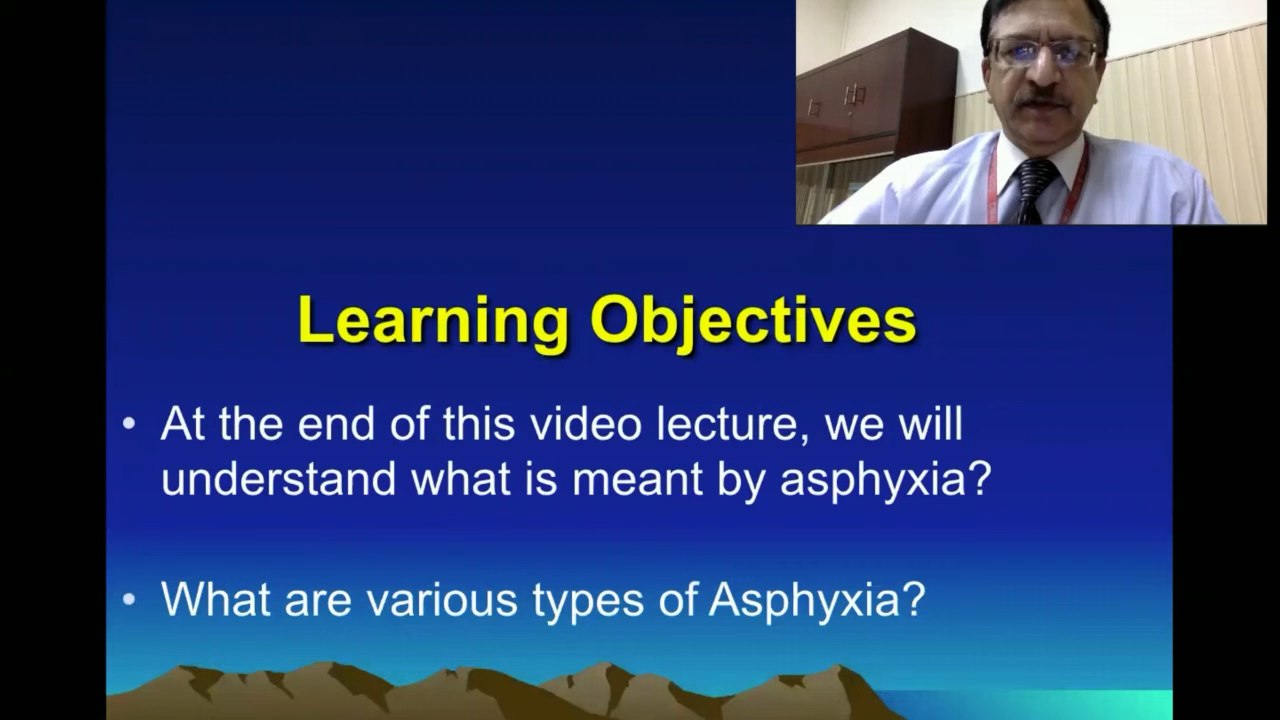 Learning Objectives
• At the end of this video lecture, we will
understand what is meant by asphyxia?
• What are various types of Asphyxia?